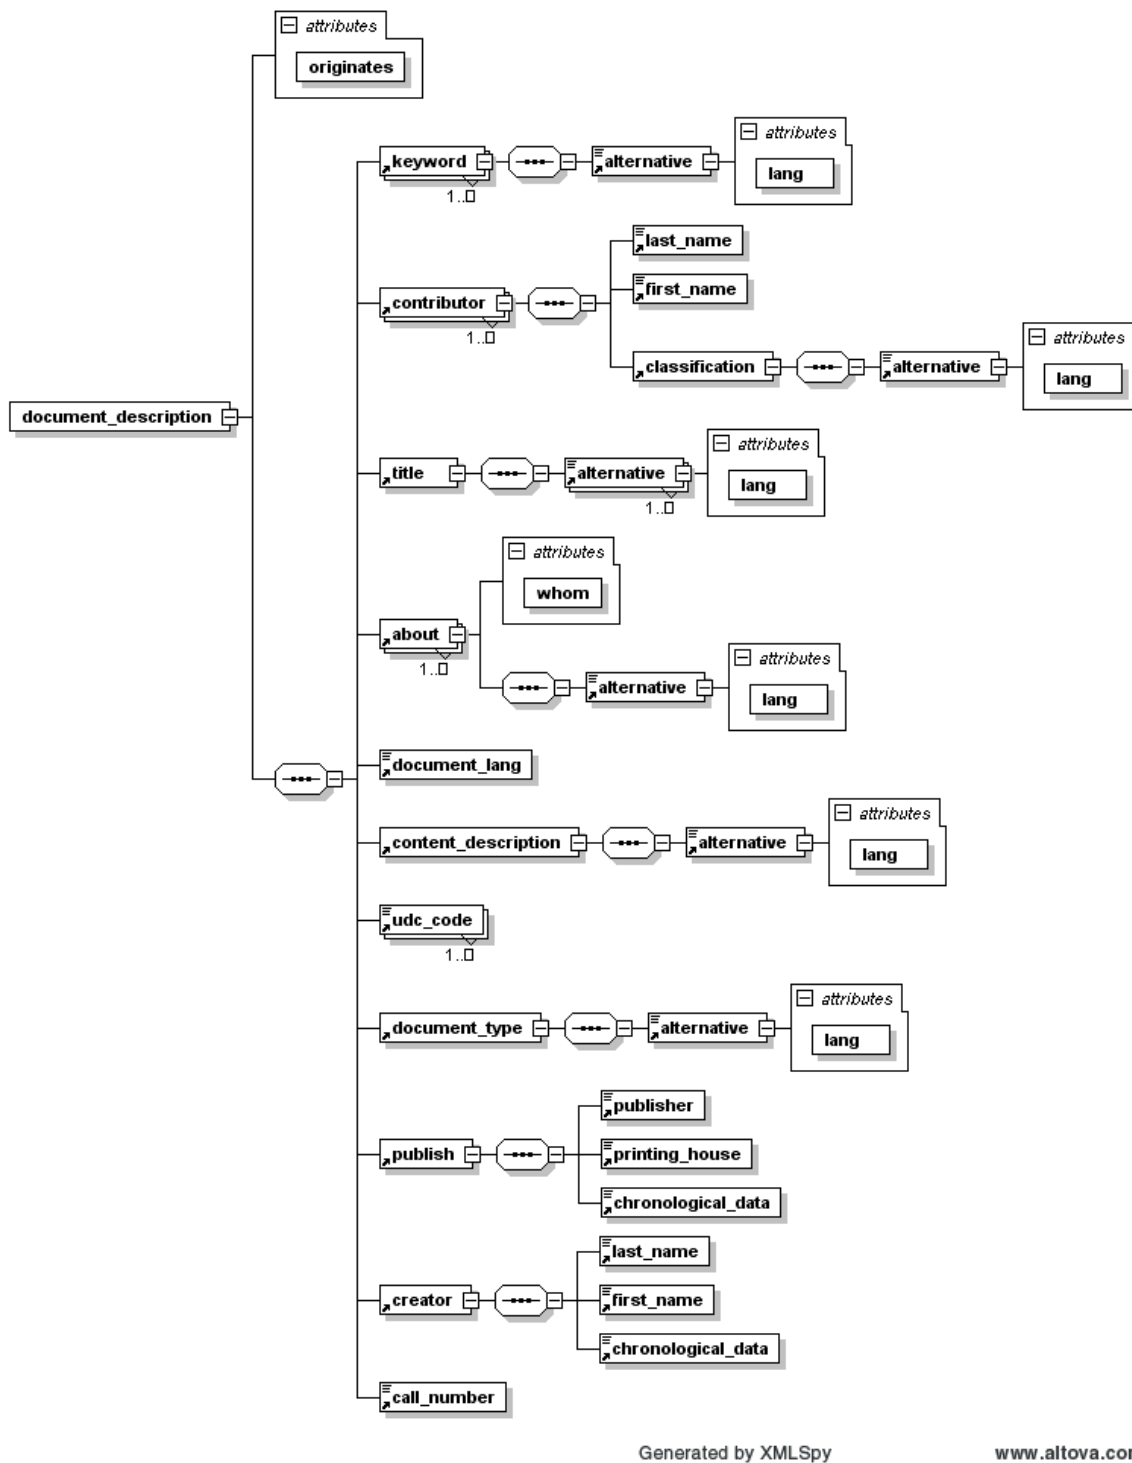 attributes
originates
attributes
keyword
alternative
lang
1..
last_name
contributor
first_name
1..
attributes
classification
alternative
lang
document_description
attributes
title
alternative
lang
1..
attributes
whom
about
1..
attributes
alternative
lang
document_lang
attributes
content_description
alternative
lang
udc_code
1..
attributes
document_type
alternative
lang
publisher
publish
printing_house
chronological_data
last_name
creator
first_name
chronological_data
call_number
Generated by XMLSpy
www.altova.com